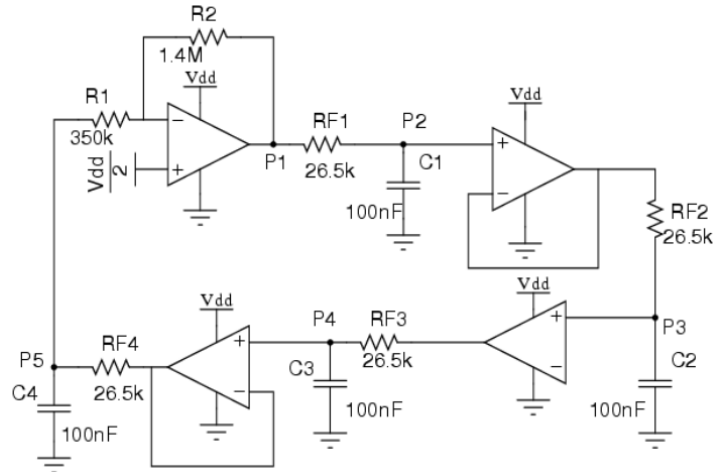 R2
1.4M
Vdd
R1
350k
−
+
Vdd
2
P1
RF1
26.5k
P2
C1
100nF
Vdd
+
−
RF2
26.5k
P3
C2
100nF
Vdd
+
−
RF3
26.5k
P4
C3
100nF
Vdd
+
−
RF4
26.5k
P5
C4
100nF